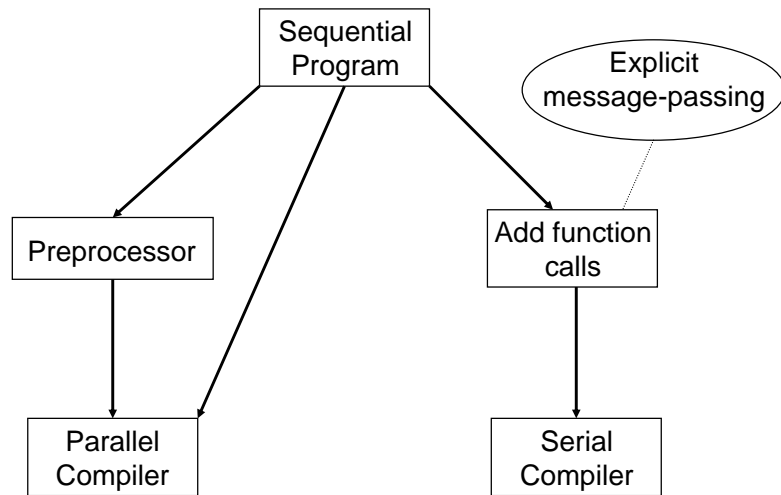 Sequential
Program
Explicit
message-passing
Preprocessor
Add function
calls
Parallel
Compiler
Serial
Compiler